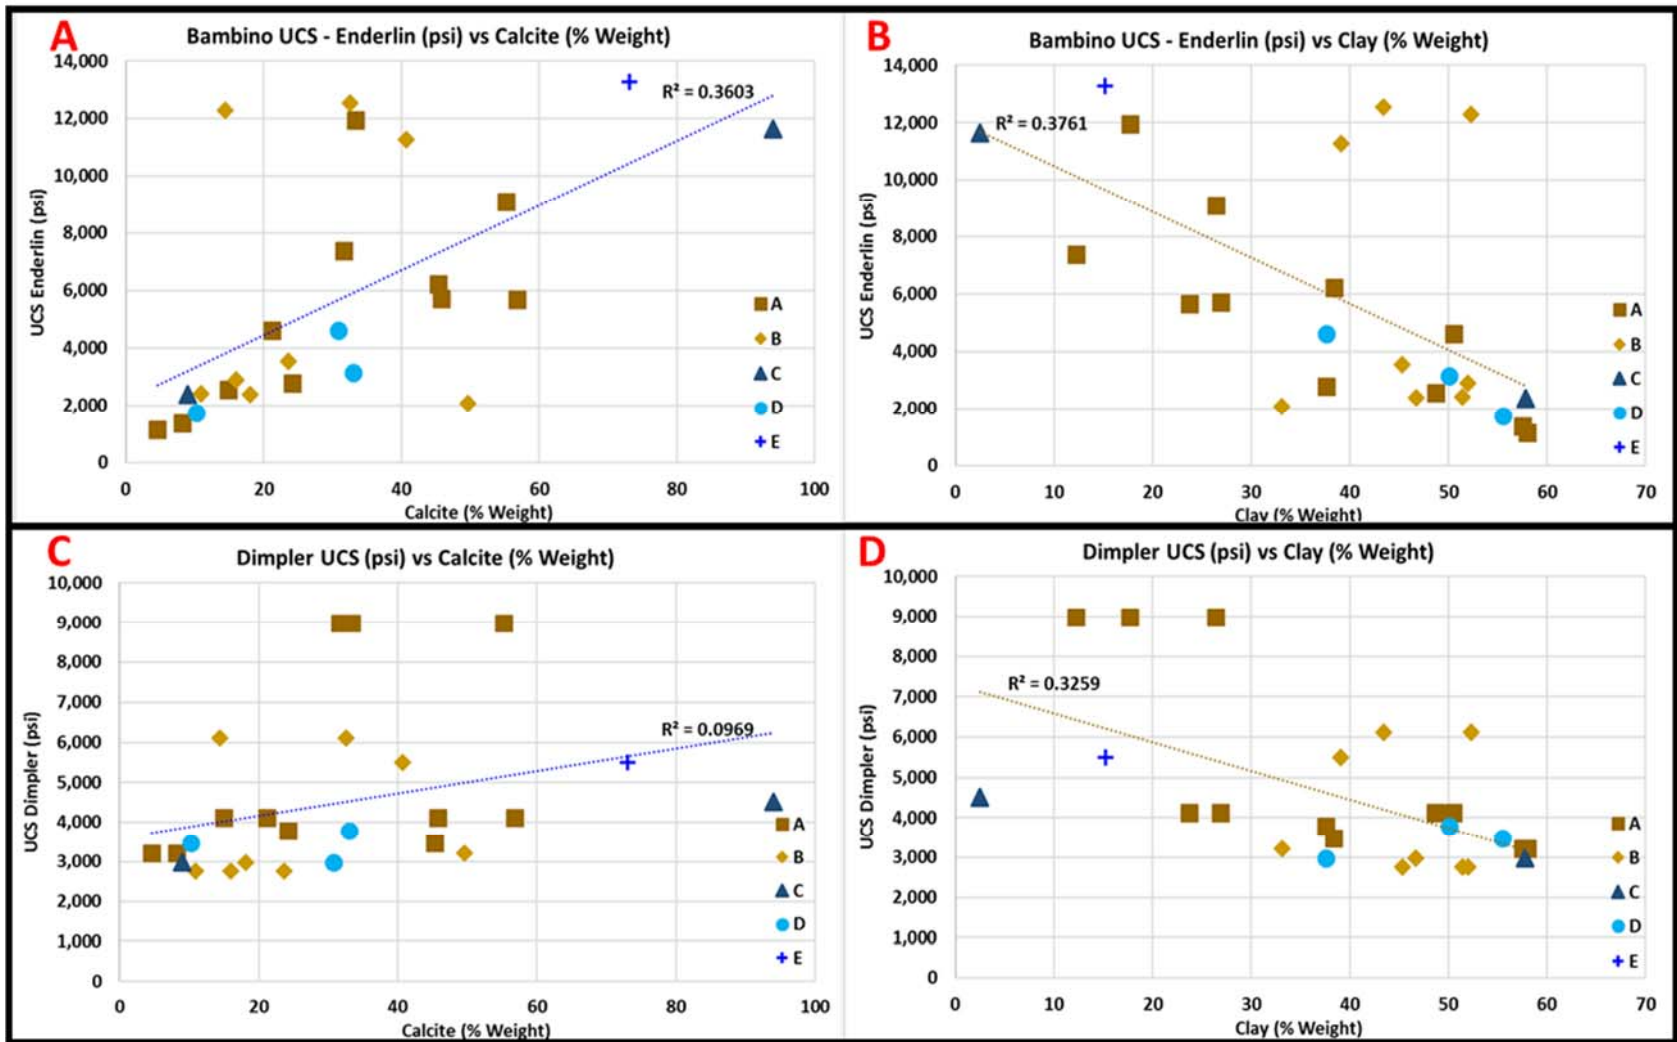 A
Bambino UCS - Enderlin (psi) vs Calcite (% Weight)
14,000
12,000
10,000
8,000
6,000
4,000
2,000
0
UCS Enderlin (psi)
R² = 0.3603
A
B
C
D
E
0 20 40 60 80 100
Calcite (% Weight)
B
Bambino UCS - Enderlin (psi) vs Clay (% Weight)
14,000
12,000
10,000
8,000
6,000
4,000
2,000
0
UCS Enderlin (psi)
R² = 0.3761
A
B
C
D
E
0 10 20 30 40 50 60 70
Clay (% Weight)
C
Dimpler UCS (psi) vs Calcite (% Weight)
10,000
9,000
8,000
7,000
6,000
5,000
4,000
3,000
2,000
1,000
0
UCS Dimpler (psi)
R² = 0.0969
A
B
C
D
E
0 20 40 60 80 100
Calcite (% Weight)
D
Dimpler UCS (psi) vs Clay (% Weight)
10,000
9,000
8,000
7,000
6,000
5,000
4,000
3,000
2,000
1,000
0
UCS Dimpler (psi)
R² = 0.3259
A
B
C
D
E
0 10 20 30 40 50 60 70
Clay (% Weight)